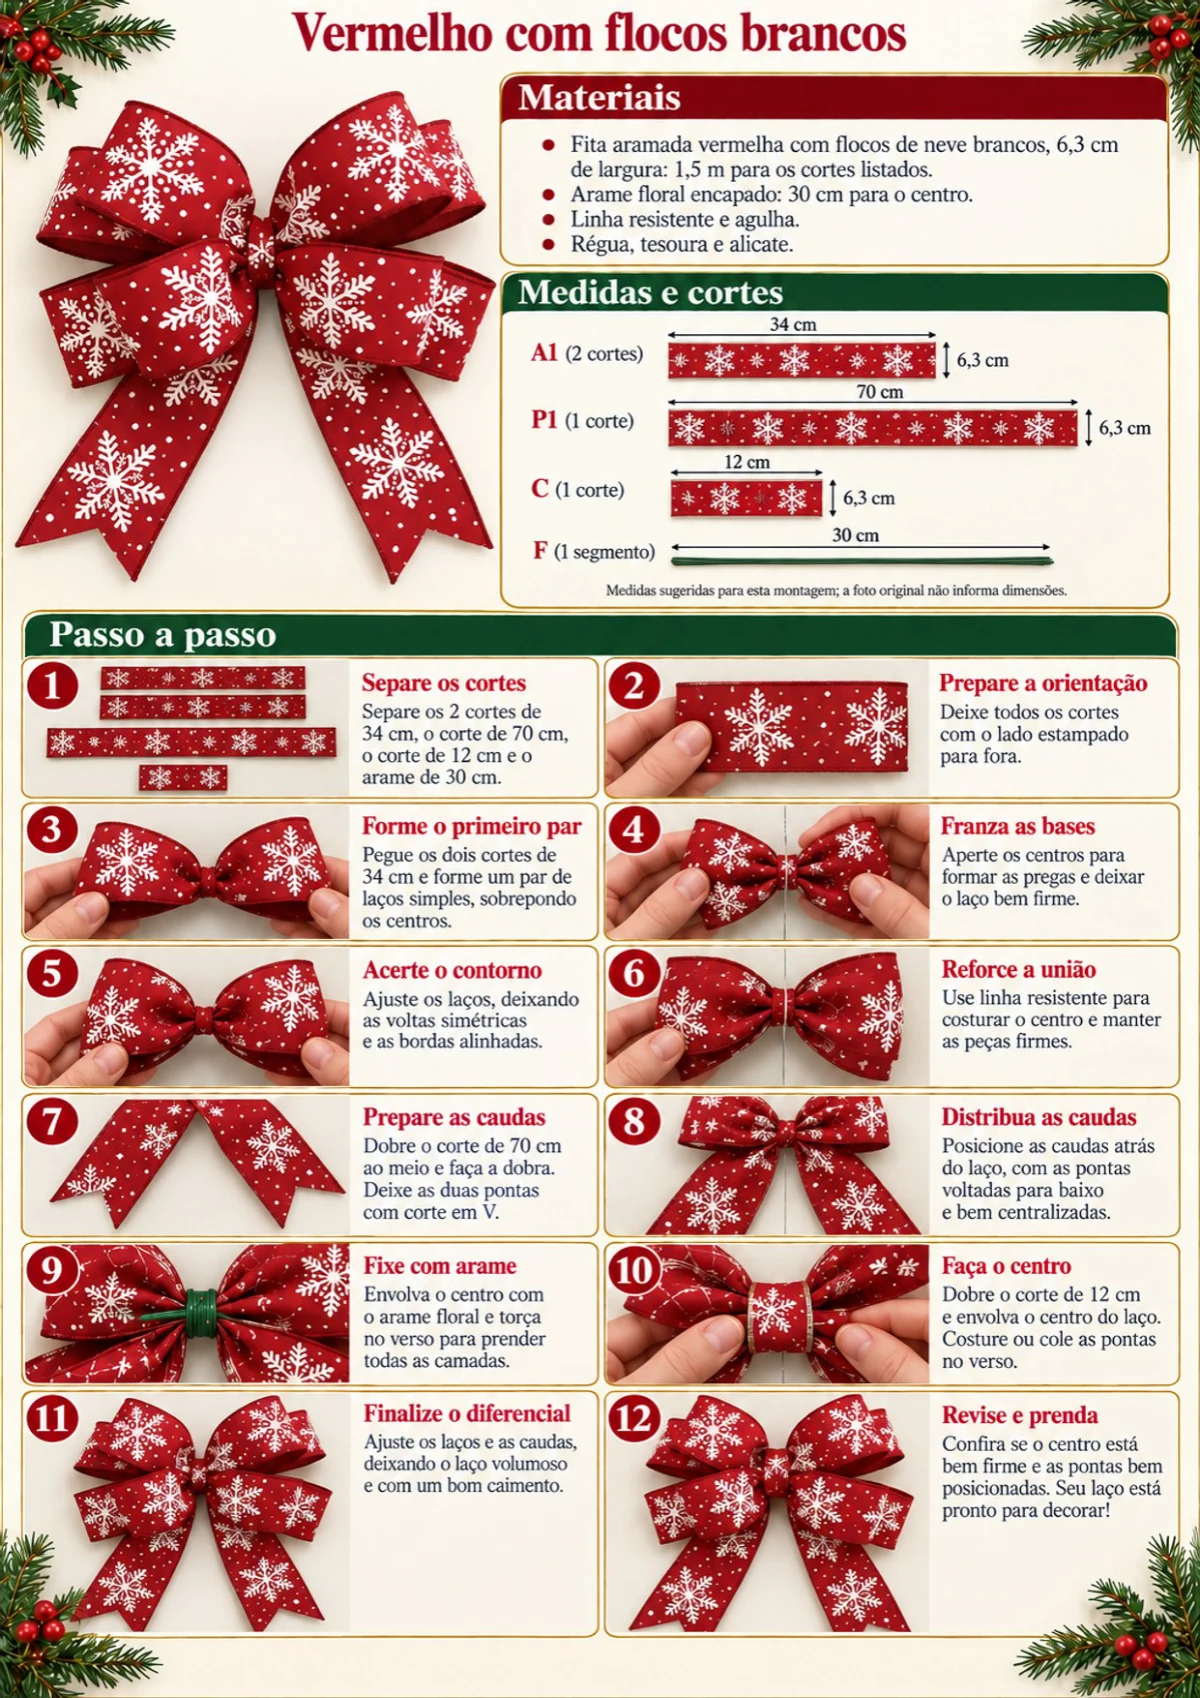 Vermelho com flocos brancos
Materiais
● Fita aramada vermelha com flocos de neve brancos, 6,3 cm
de largura: 1,5 m para os cortes listados.
● Arame floral encapado: 30 cm para o centro.
● Linha resistente e agulha.
● Régua, tesoura e alicate.
Medidas e cortes
34 cm
A1 (2 cortes)
6,3 cm
70 cm
P1 (1 corte)
6,3 cm
12 cm
C (1 corte)
6,3 cm
30 cm
F (1 segmento)
Medidas sugeridas para esta montagem; a foto original não informa dimensões.
Passo a passo
1
Separe os cortes
Separe os 2 cortes de
34 cm, o corte de 70 cm,
o corte de 12 cm e o
arame de 30 cm.
2
Prepare a orientação
Deixe todos os cortes
com o lado estampado
para fora.
3
Forme o primeiro par
Pegue os dois cortes de
34 cm e forme um par de
laços simples, sobrepondo
os centros.
4
Franza as bases
Aperte os centros para
formar as pregas e deixar
o laço bem firme.
5
Acerte o contorno
Ajuste os laços, deixando
as voltas simétricas
e as bordas alinhadas.
6
Reforce a união
Use linha resistente para
costurar o centro e manter
as peças firmes.
7
Prepare as caudas
Dobre o corte de 70 cm
ao meio e faça a dobra.
Deixe as duas pontas
com corte em V.
8
Distribua as caudas
Posicione as caudas atrás
do laço, com as pontas
voltadas para baixo
e bem centralizadas.
9
Fixe com arame
Envolva o centro com
o arame floral e torça
no verso para prender
todas as camadas.
10
Faça o centro
Dobre o corte de 12 cm
e envolva o centro do laço.
Costure ou cole as pontas
no verso.
11
Finalize o diferencial
Ajuste os laços e as caudas,
deixando o laço volumoso
e com um bom caimento.
12
Revise e prenda
Confira se o centro está
bem firme e as pontas bem
posicionadas. Seu laço está
pronto para decorar!